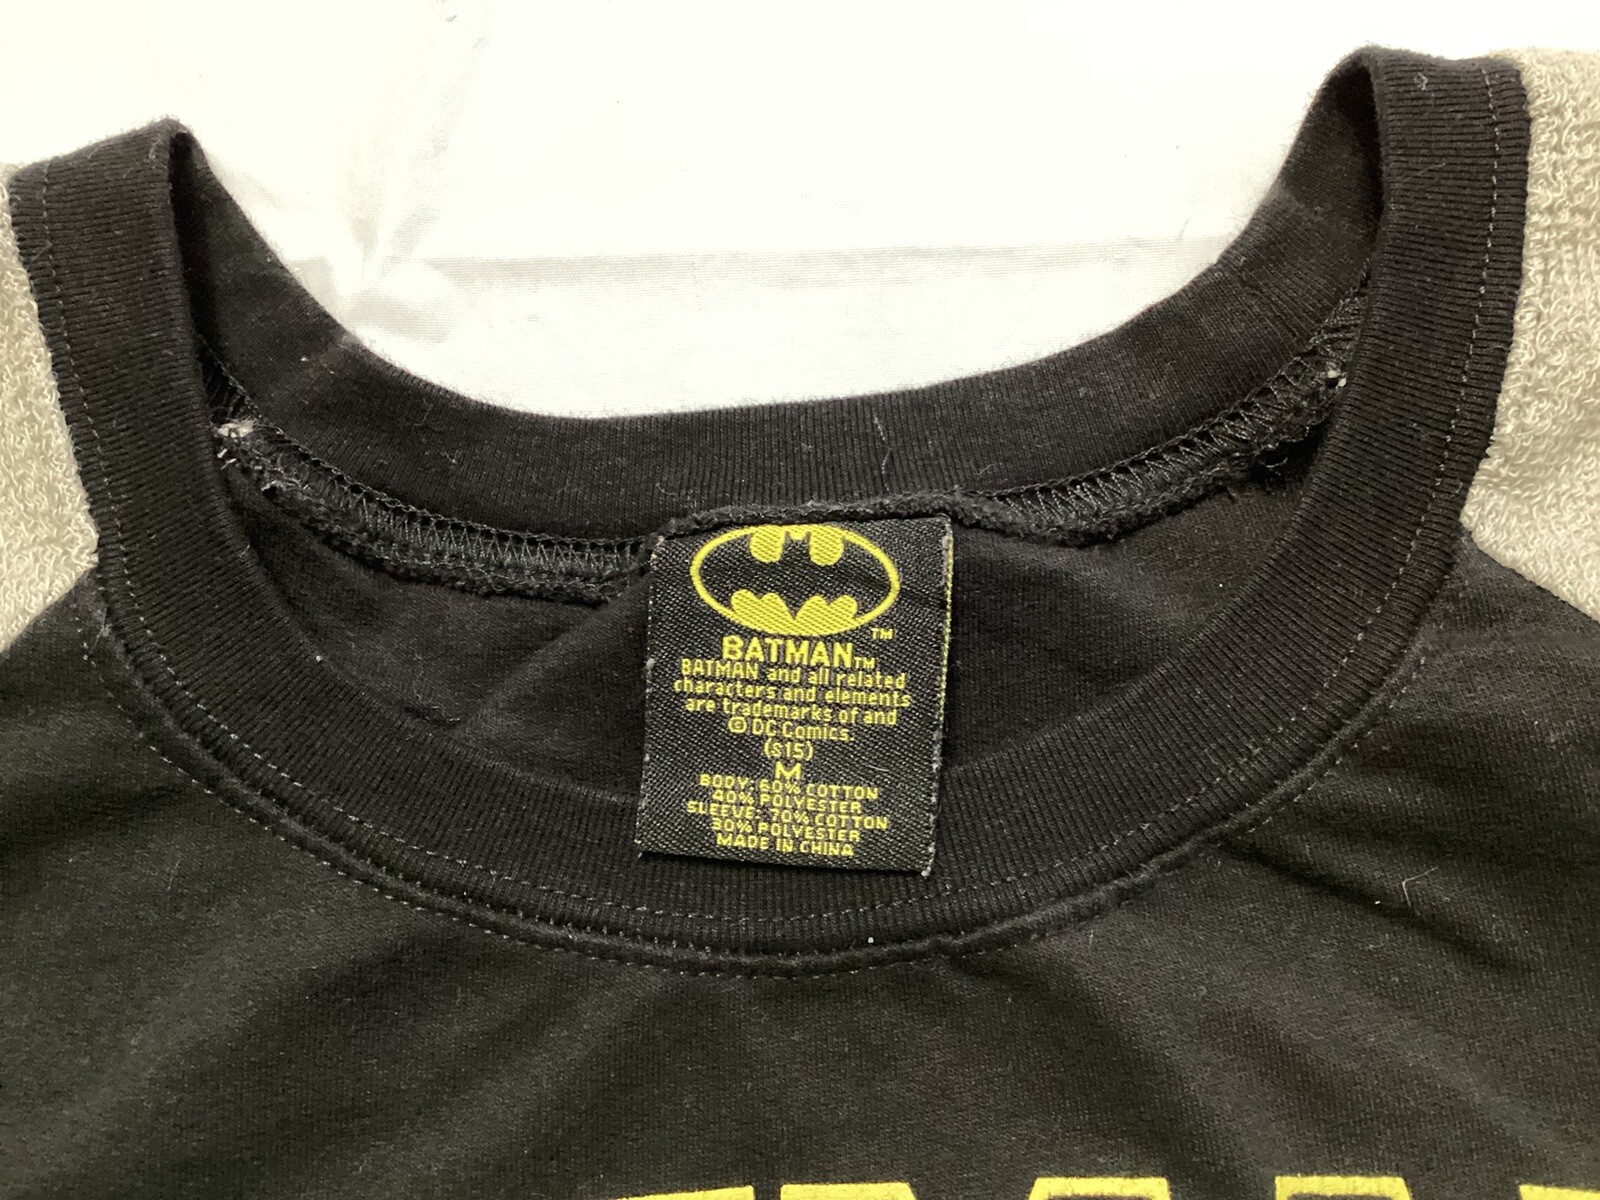 TM
BATMAN™
BATMAN and all related
characters and elements
are trademarks of and
© DC Comics.
(s15)
M
BODY: 60% COTTON
40% POLYESTER
SLEEVE: 70% COTTON
30% POLYESTER
MADE IN CHINA